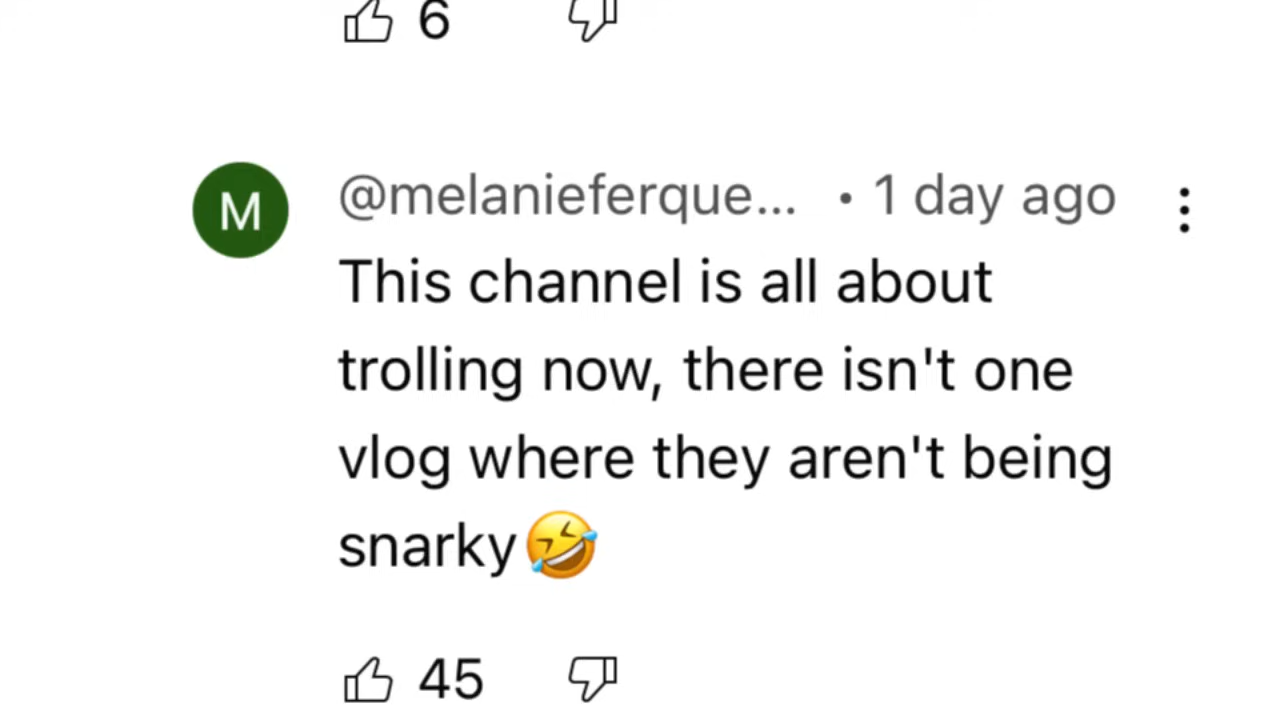 6
M
@melanieferque... • 1 day ago
This channel is all about
trolling now, there isn't one
vlog where they aren't being
snarky🤣
45